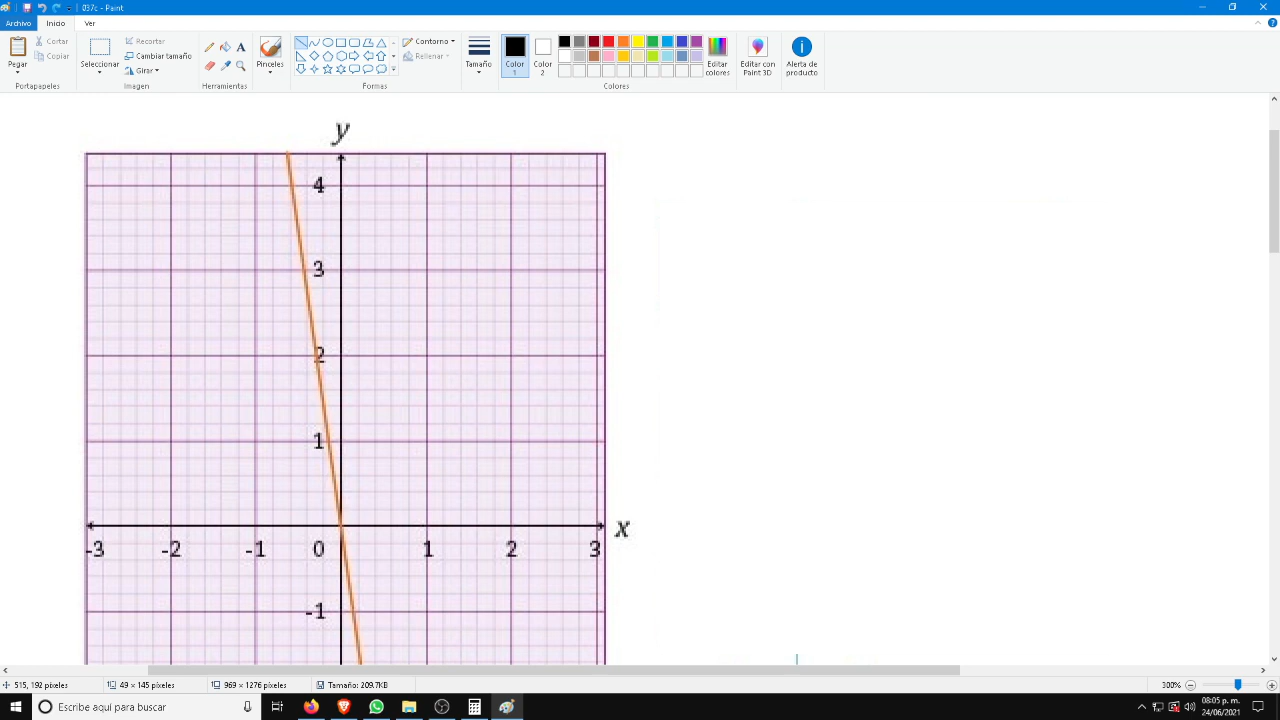 037c - Paint
Archivo Inicio Ver
Pegar
Cortar
Copiar
Portapapeles
Seleccionar
Recortar
Cambiar tamaño
Girar
Imagen
A
Herramientas
Pinceles
Contorno
Rellenar
Formas
Tamaño
Color 1
Color 2
Editar colores
Colores
Editar con Paint 3D
Alerta de producto
y
4
3
2
1
-3 -2 -1 0 1 2 3
x
-1
515, 192 píxeles 49 × 145 píxeles 969 × 1276 píxeles Tamaño: 209.7KB 300%
Escribe aquí para buscar
08:05 p. m.
24/06/2021